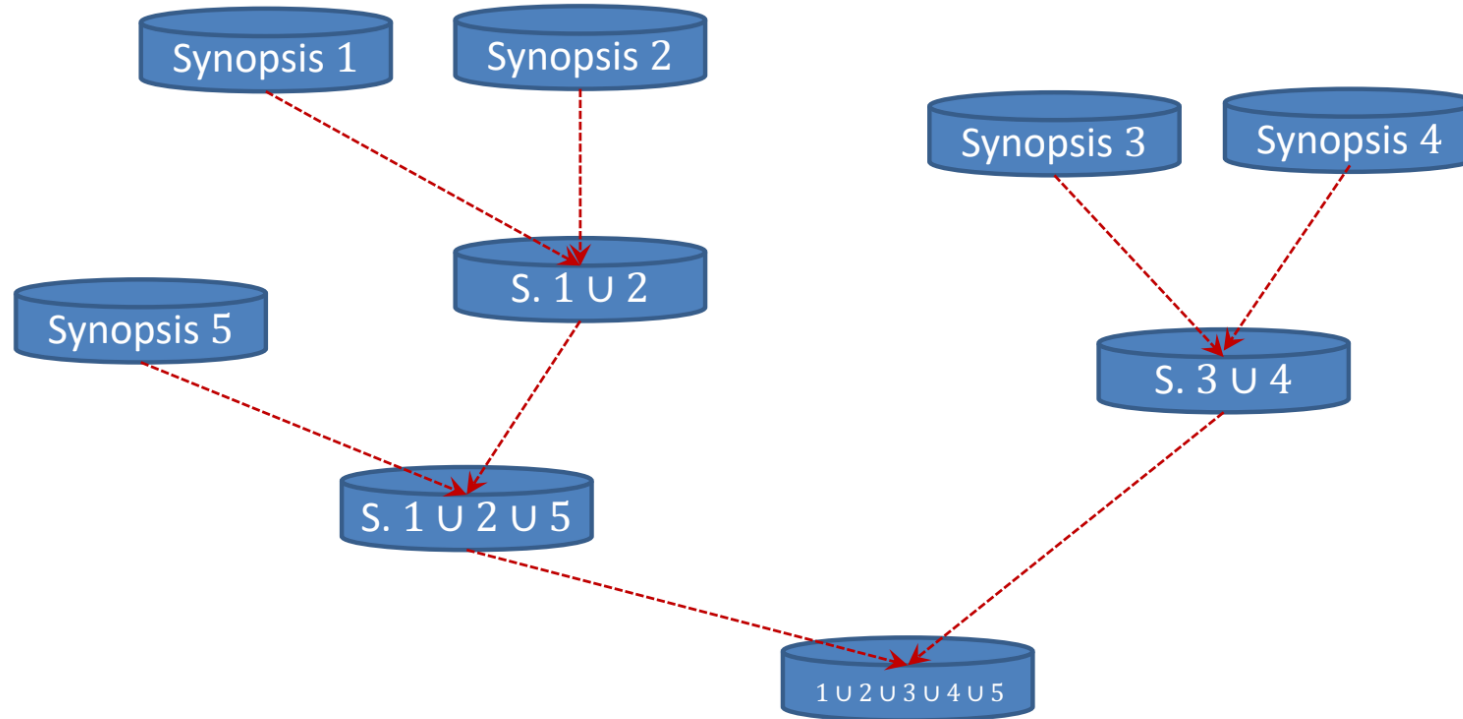 Synopsis 1
Synopsis 2
Synopsis 3
Synopsis 4
S. 1 ∪ 2
Synopsis 5
S. 3 ∪ 4
S. 1 ∪ 2 ∪ 5
1 ∪ 2 ∪ 3 ∪ 4 ∪ 5